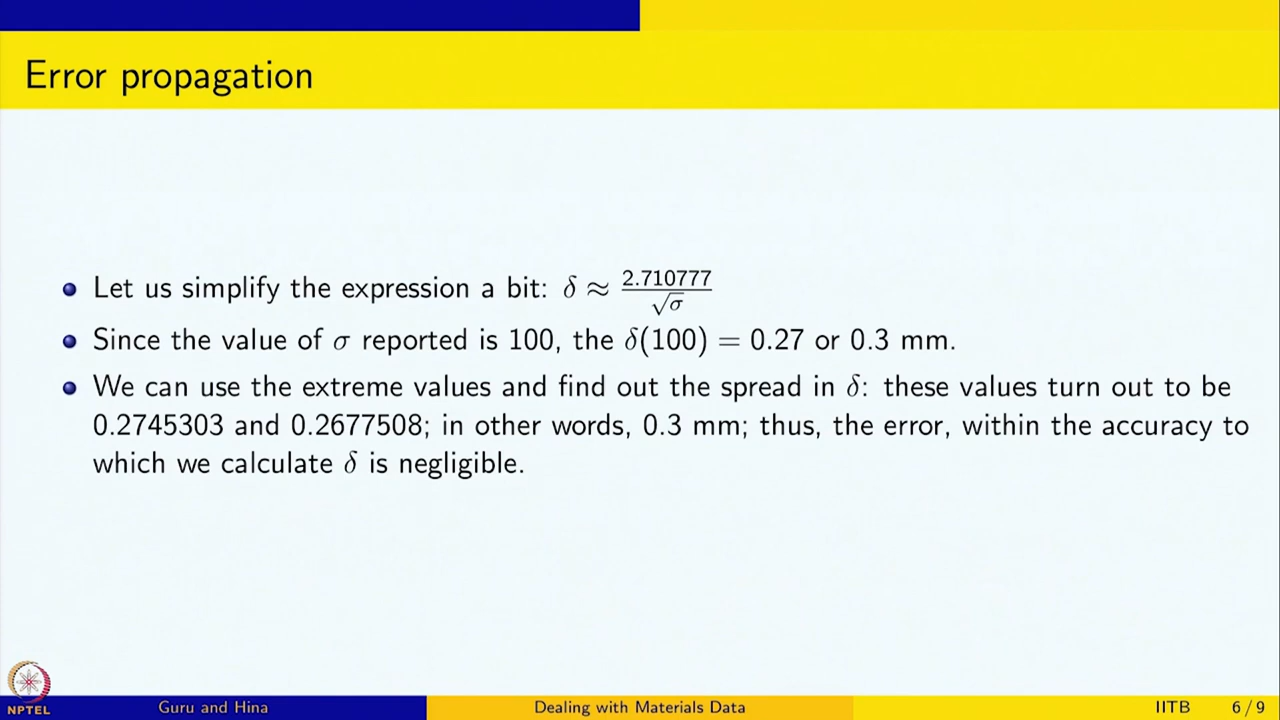 Error propagation
Let us simplify the expression a bit: δ ≈ 2.710777/√σ
Since the value of σ reported is 100, the δ(100) = 0.27 or 0.3 mm.
We can use the extreme values and find out the spread in δ: these values turn out to be
0.2745303 and 0.2677508; in other words, 0.3 mm; thus, the error, within the accuracy to
which we calculate δ is negligible.
NPTEL
Guru and Hina
Dealing with Materials Data
IITB
6 / 9